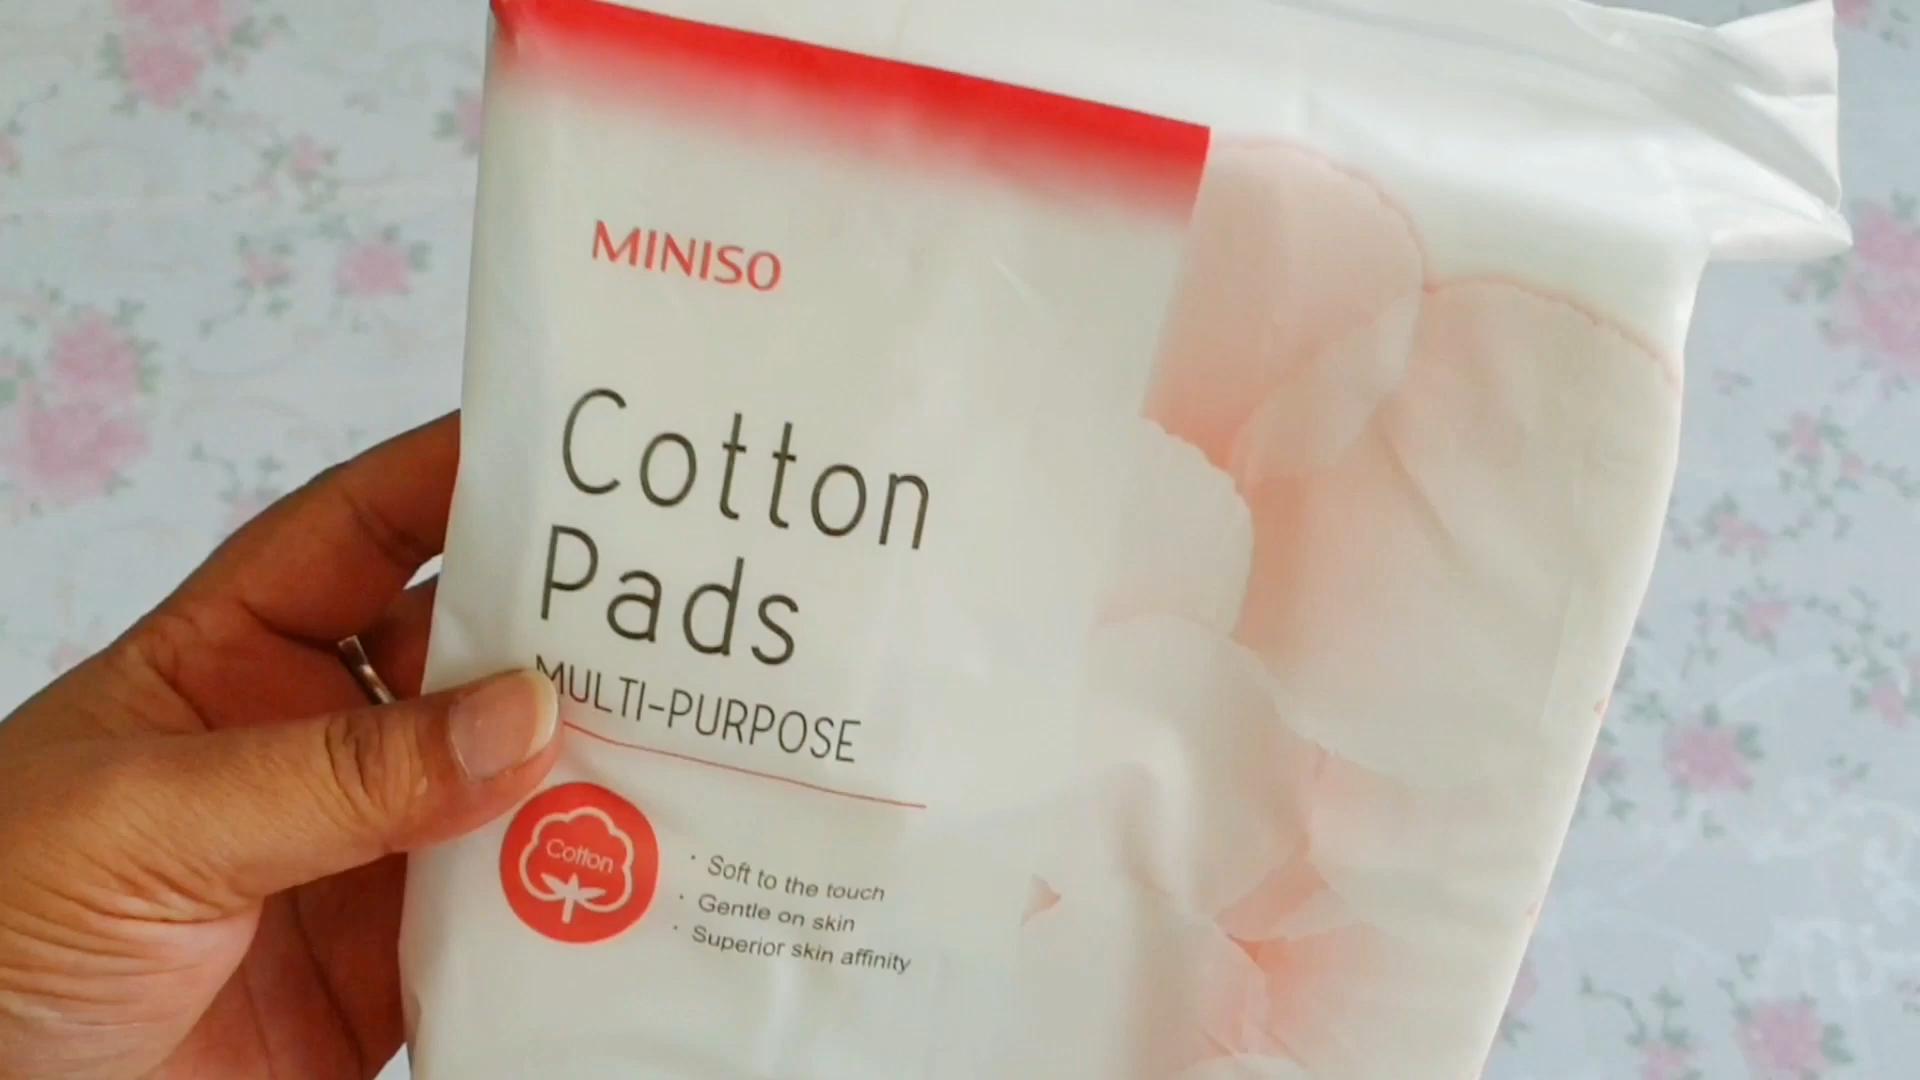 MINISO
Cotton
Pads
MULTI-PURPOSE
Cotton
· Soft to the touch
· Gentle on skin
· Superior skin affinity